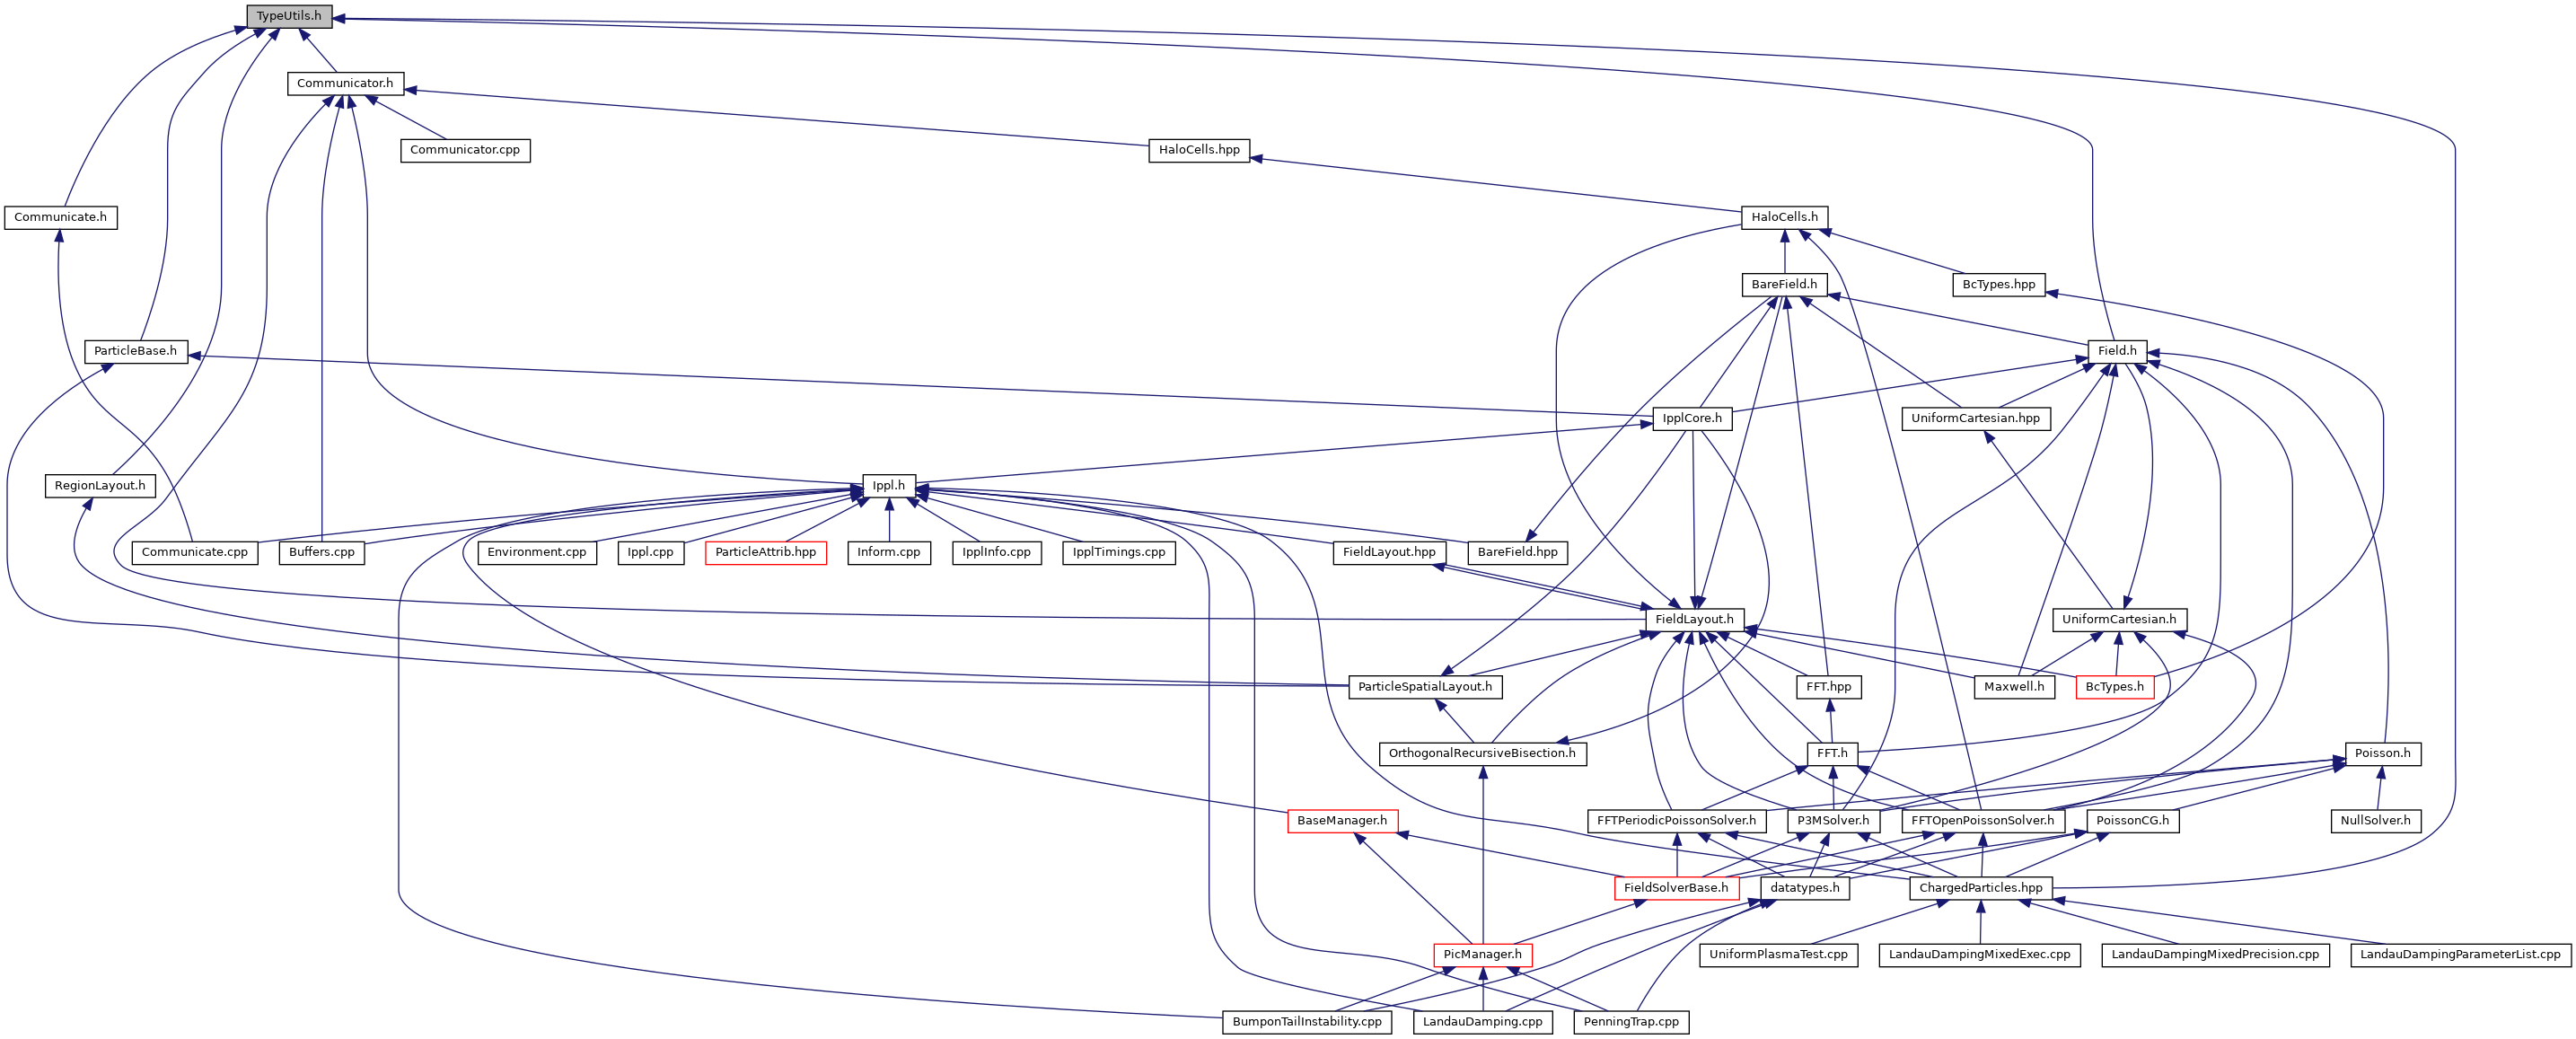 TypeUtils.h
Communicator.h
Communicator.cpp
HaloCells.hpp
Communicate.h
HaloCells.h
BareField.h
BcTypes.hpp
ParticleBase.h
Field.h
IpplCore.h
UniformCartesian.hpp
RegionLayout.h
Ippl.h
Communicate.cpp
Buffers.cpp
Environment.cpp
Ippl.cpp
ParticleAttrib.hpp
Inform.cpp
IpplInfo.cpp
IpplTimings.cpp
FieldLayout.hpp
BareField.hpp
FieldLayout.h
UniformCartesian.h
ParticleSpatialLayout.h
FFT.hpp
Maxwell.h
BcTypes.h
OrthogonalRecursiveBisection.h
FFT.h
Poisson.h
BaseManager.h
FFTPeriodicPoissonSolver.h
P3MSolver.h
FFTOpenPoissonSolver.h
PoissonCG.h
NullSolver.h
FieldSolverBase.h
datatypes.h
ChargedParticles.hpp
PicManager.h
UniformPlasmaTest.cpp
LandauDampingMixedExec.cpp
LandauDampingMixedPrecision.cpp
LandauDampingParameterList.cpp
BumponTailInstability.cpp
LandauDamping.cpp
PenningTrap.cpp